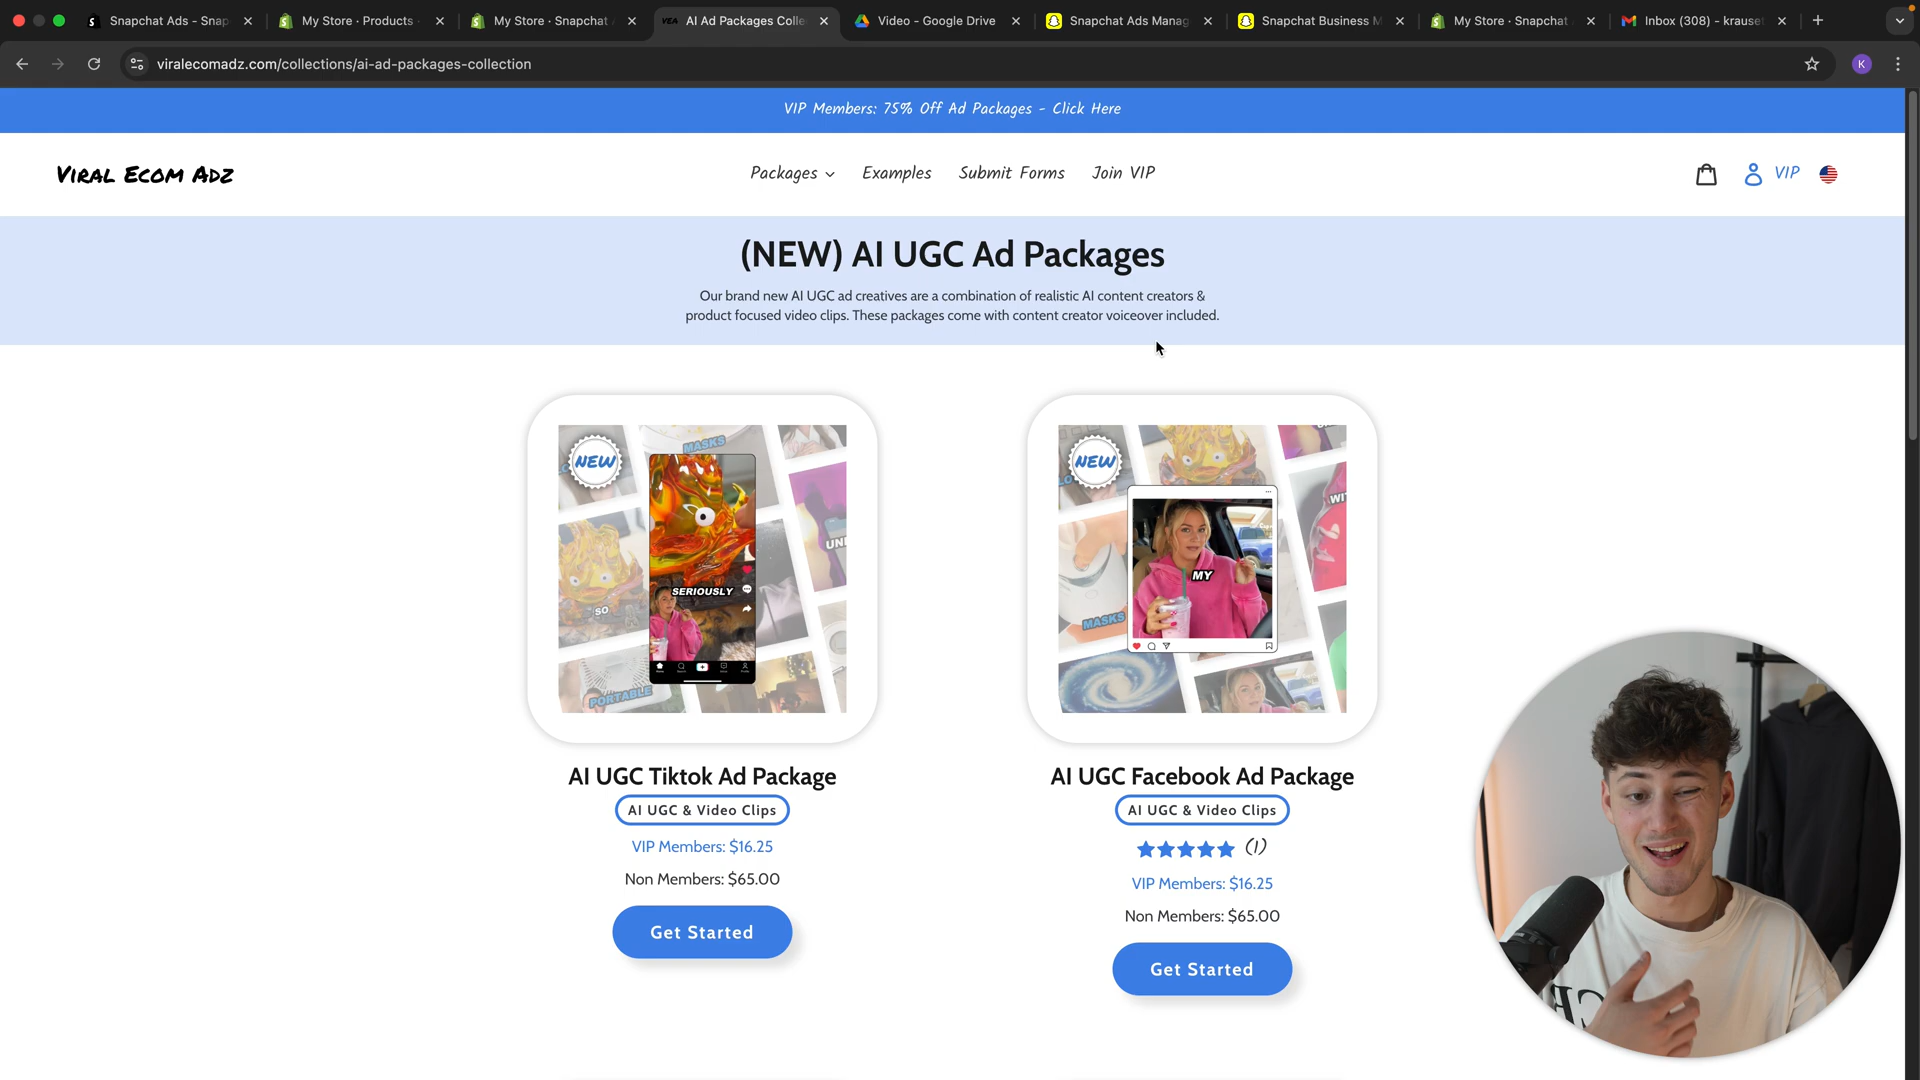 Snapchat Ads - Snap
My Store · Products
My Store · Snapchat
AI Ad Packages Colle
Video - Google Drive
Snapchat Ads Manag
Snapchat Business M
My Store · Snapchat
Inbox (308) - krause
viralecomadz.com/collections/ai-ad-packages-collection
K
VIP Members: 75% Off Ad Packages - Click Here
Viral Ecom Adz
Packages
Examples
Submit Forms
Join VIP
VIP
(NEW) AI UGC Ad Packages
Our brand new AI UGC ad creatives are a combination of realistic AI content creators &
product focused video clips. These packages come with content creator voiceover included.
NEW
MASKS
SERIOUSLY
SO
UN
PORTABLE
NEW
MY
MASKS
WI
AI UGC Tiktok Ad Package
AI UGC & Video Clips
VIP Members: $16.25
Non Members: $65.00
Get Started
AI UGC Facebook Ad Package
AI UGC & Video Clips
(1)
VIP Members: $16.25
Non Members: $65.00
Get Started